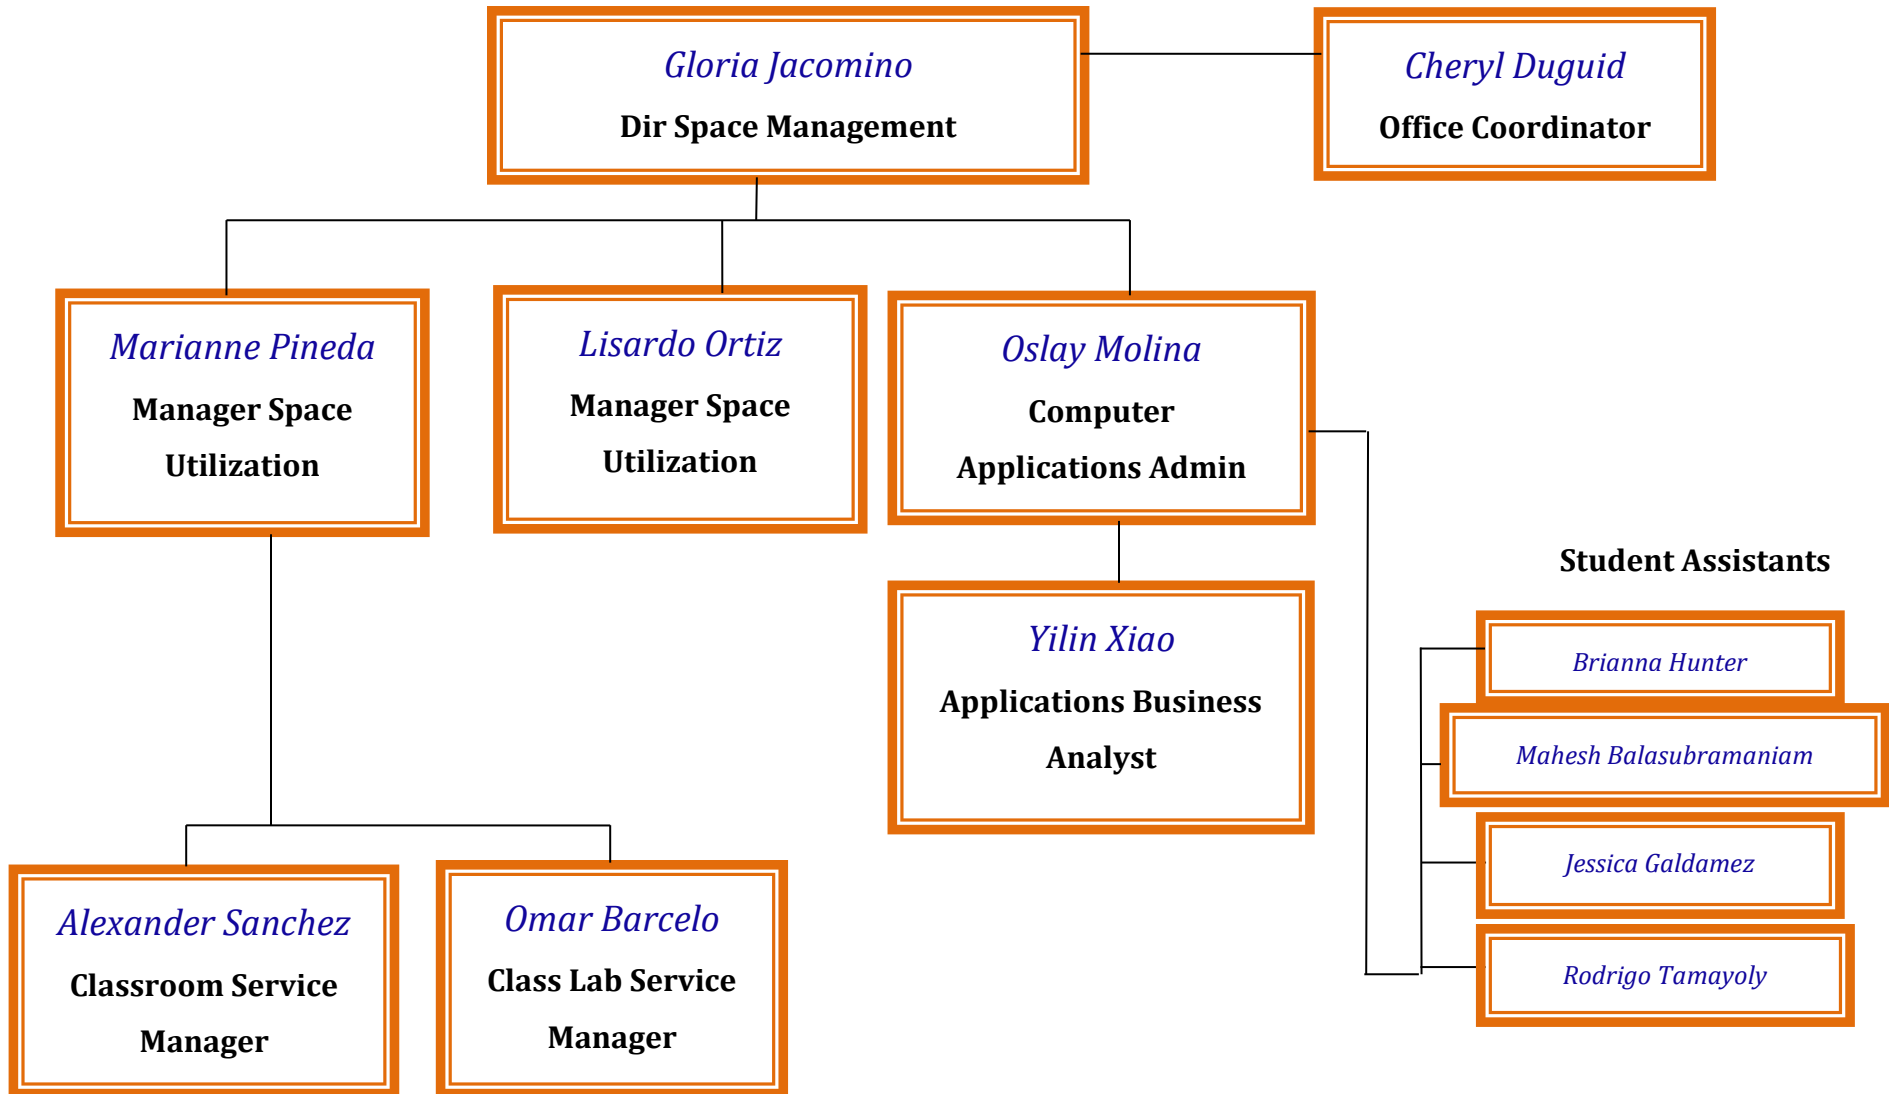 Gloria Jacomino
Dir Space Management
Cheryl Duguid
Office Coordinator
Marianne Pineda
Manager Space
Utilization
Lisardo Ortiz
Manager Space
Utilization
Oslay Molina
Computer
Applications Admin
Yilin Xiao
Applications Business
Analyst
Student Assistants
Brianna Hunter
Mahesh Balasubramaniam
Jessica Galdamez
Rodrigo Tamayoly
Alexander Sanchez
Classroom Service
Manager
Omar Barcelo
Class Lab Service
Manager